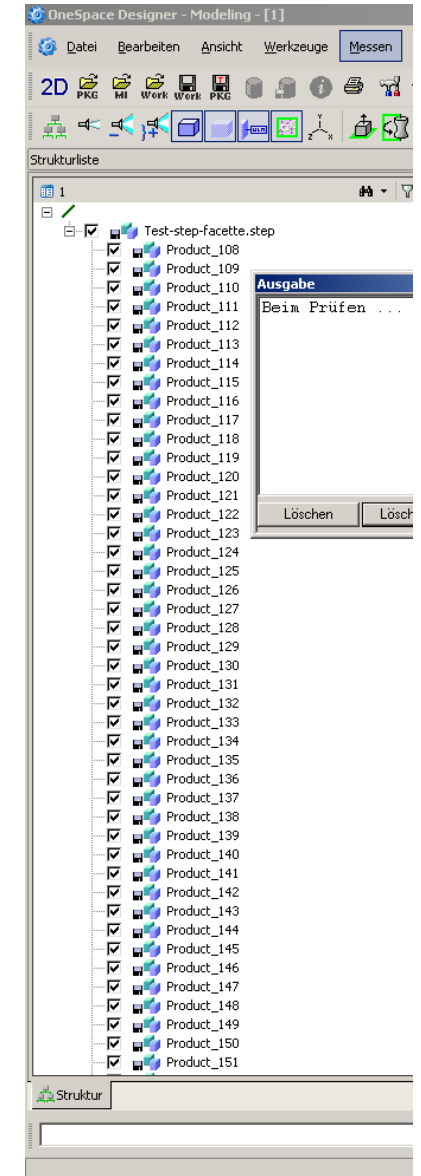 OneSpace Designer - Modeling - [1]
Datei Bearbeiten Ansicht Werkzeuge Messen
2D PKG MI Work Work PKG
Strukturliste
1
Test-step-facette.step
Product_108
Product_109
Product_110
Product_111
Product_112
Product_113
Product_114
Product_115
Product_116
Product_117
Product_118
Product_119
Product_120
Product_121
Product_122
Product_123
Product_124
Product_125
Product_126
Product_127
Product_128
Product_129
Product_130
Product_131
Product_132
Product_133
Product_134
Product_135
Product_136
Product_137
Product_138
Product_139
Product_140
Product_141
Product_142
Product_143
Product_144
Product_145
Product_146
Product_147
Product_148
Product_149
Product_150
Product_151
Ausgabe
Beim Prüfen ...
Löschen Lösch
Struktur